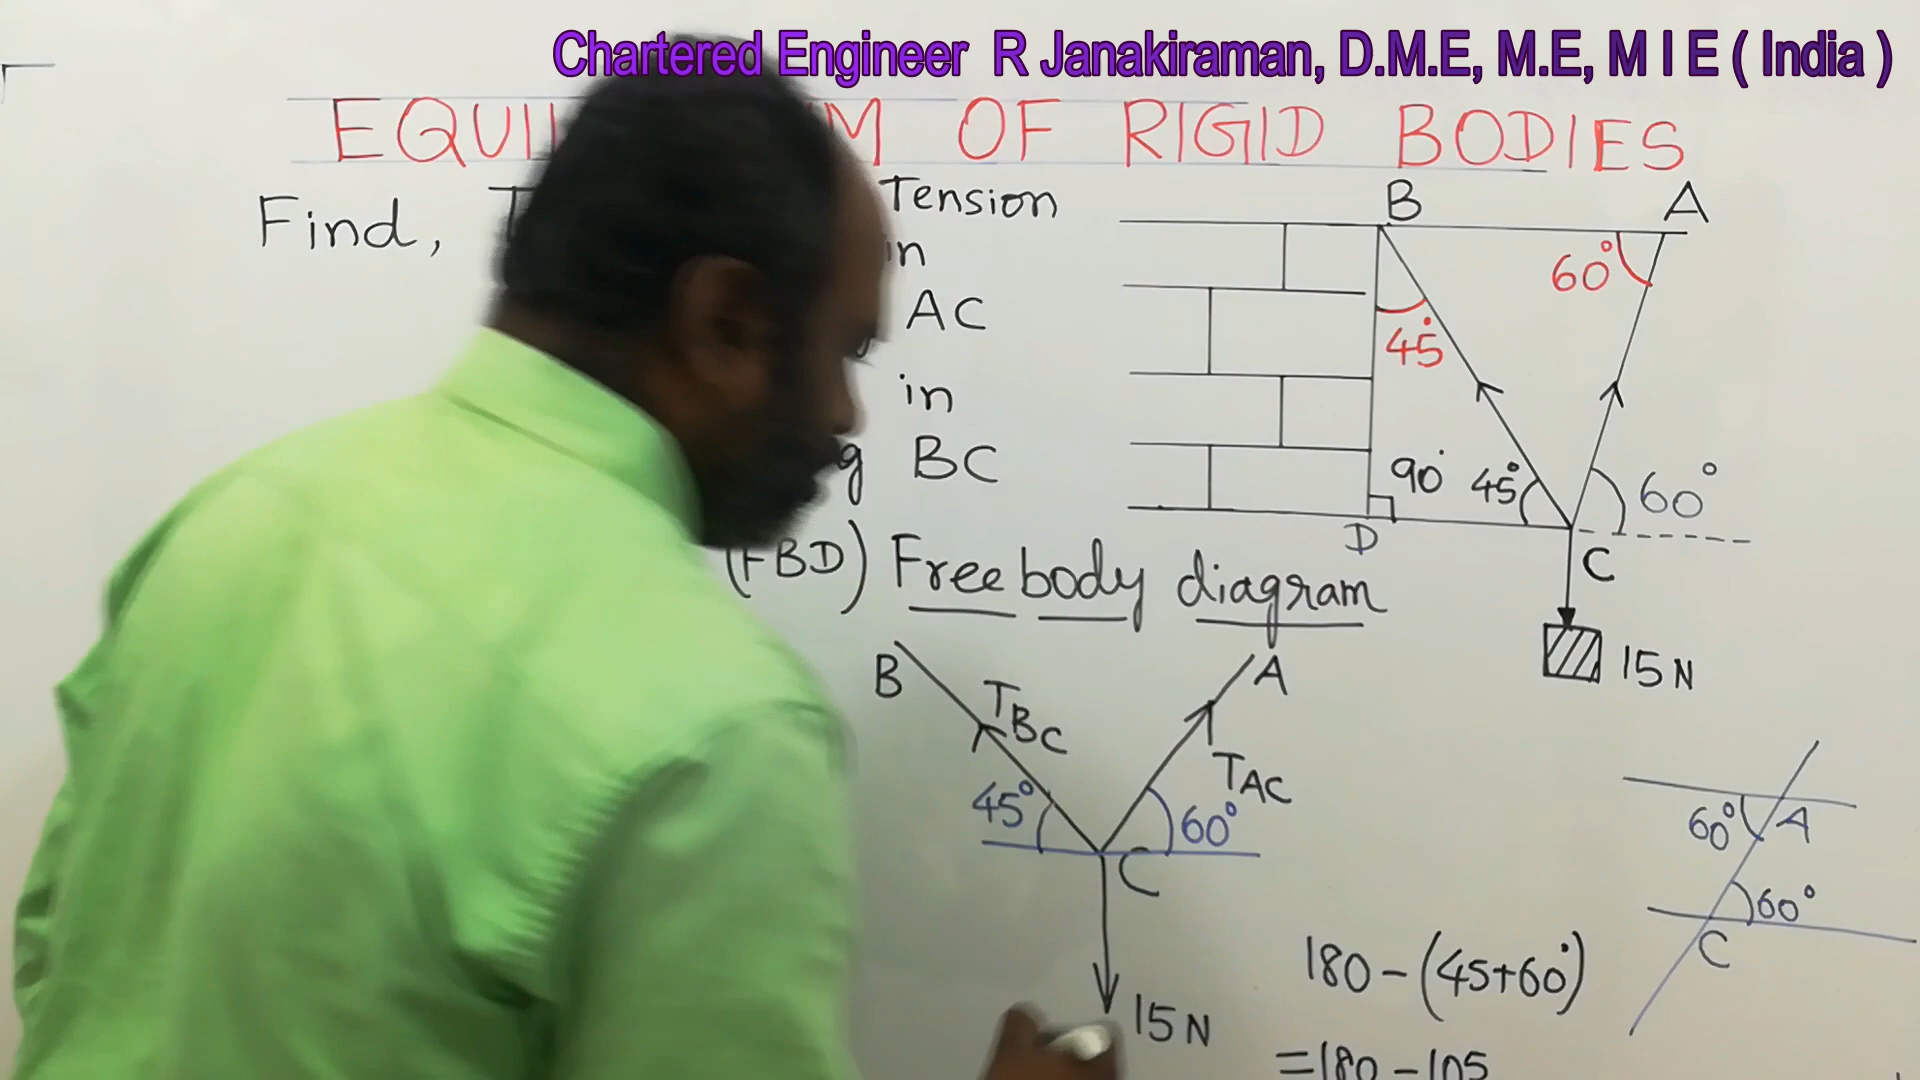 Chartered Engineer R Janakiraman, D.M.E, M.E, M I E ( India )
OF RIGID BODIES
Find,
Tension
in
AC
in
BC
B A
60°
45°
90° 45° 60°
D C
15 N
(FBD) Free body diagram
B A
TBC
TAC
45° 60°
C
15 N
60° A
60°
C
180 - (45+60°)
= 180 - 105